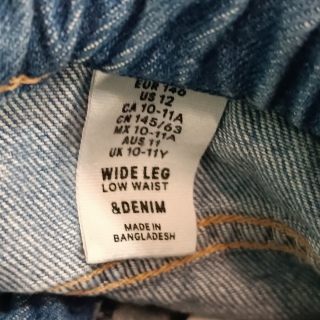 EUR 146
US 12
CA 10-11A
CN 145/63
MX 10-11A
AUS 11
UK 10-11Y
WIDE LEG
LOW WAIST
&DENIM
MADE IN
BANGLADESH